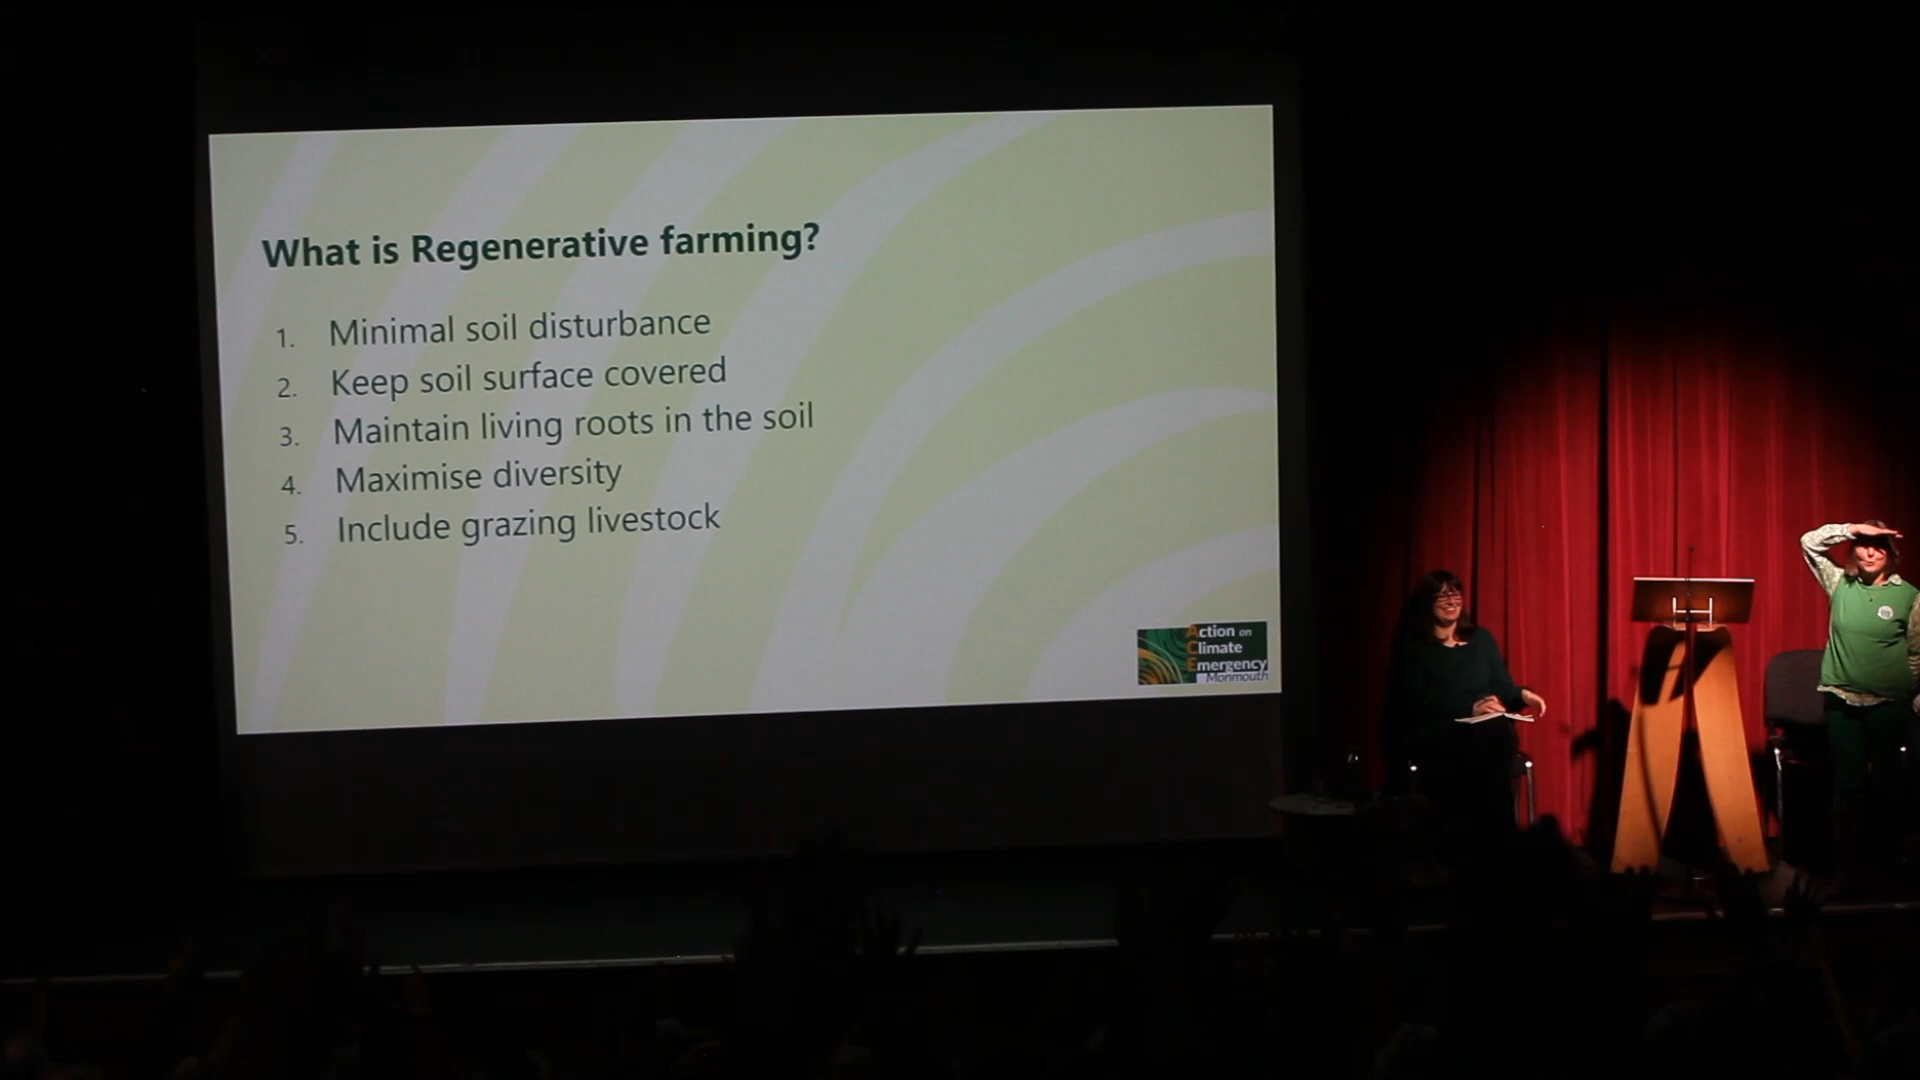 What is Regenerative farming?
1. Minimal soil disturbance
2. Keep soil surface covered
3. Maintain living roots in the soil
4. Maximise diversity
5. Include grazing livestock
Action on
Climate
Emergency
Monmouth